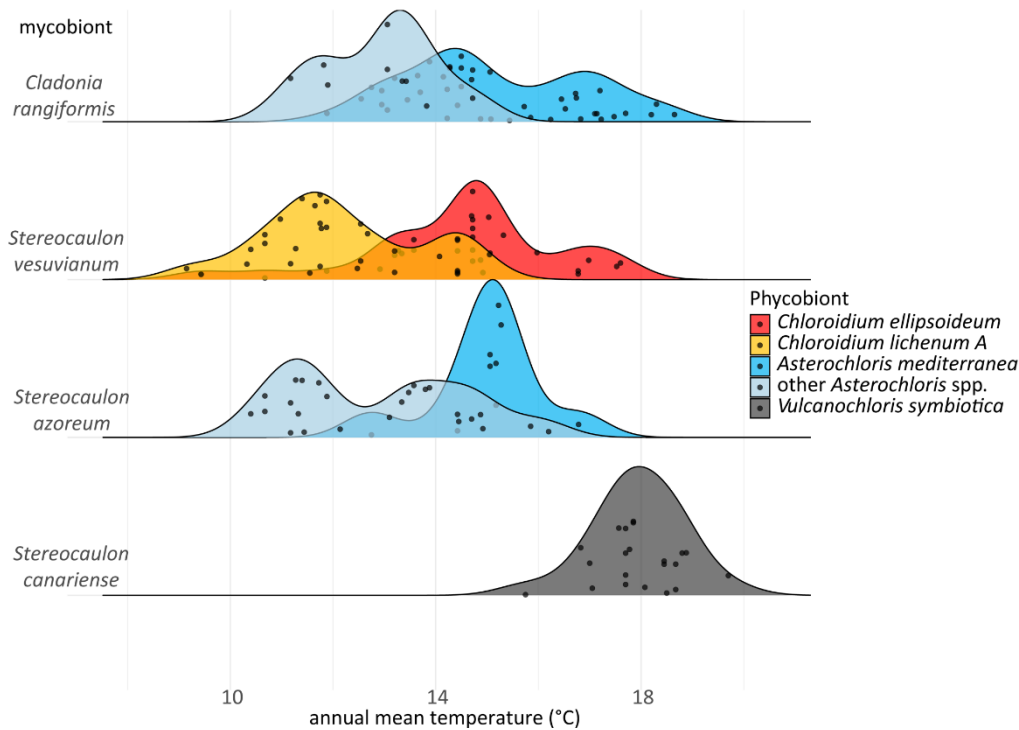 mycobiont
Cladonia
rangiformis
Stereocaulon
vesuvianum
Stereocaulon
azoreum
Stereocaulon
canariense
Phycobiont
Chloroidium ellipsoideum
Chloroidium lichenum A
Asterochloris mediterranea
other Asterochloris spp.
Vulcanochloris symbiotica
10 14 18
annual mean temperature (°C)